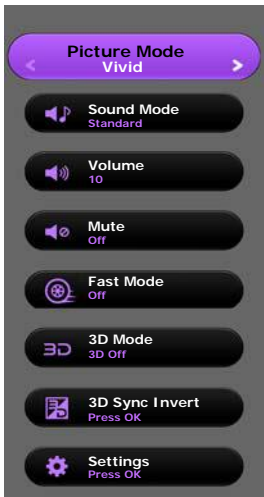 Picture Mode
Vivid
Sound Mode
Standard
Volume
10
Mute
Off
Fast Mode
Off
3D
3D Mode
3D Off
3D Sync Invert
Press OK
Settings
Press OK